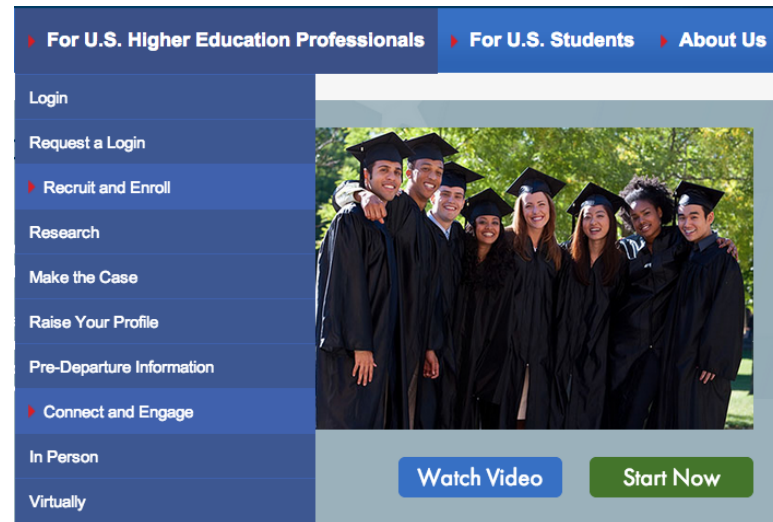 For U.S. Higher Education Professionals For U.S. Students About Us
Login
Request a Login
Recruit and Enroll
Research
Make the Case
Raise Your Profile
Pre-Departure Information
Connect and Engage
In Person
Virtually
Watch Video Start Now